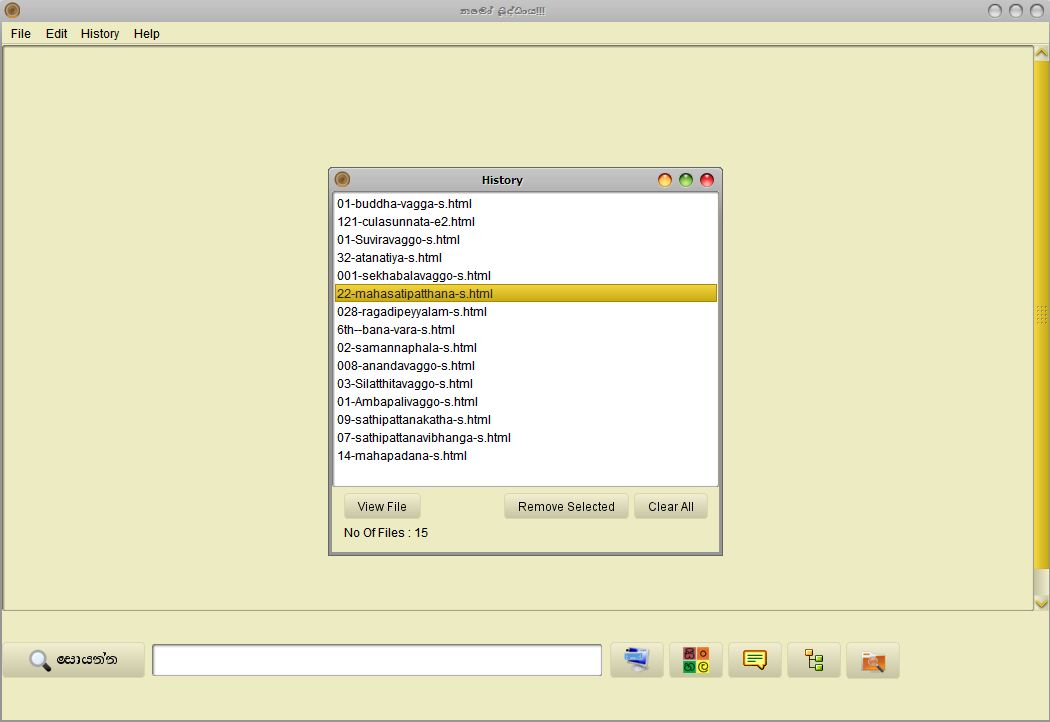 නමෝ බුද්ධාය!!!
File Edit History Help
History
01-buddha-vagga-s.html
121-culasunnata-e2.html
01-Suviravaggo-s.html
32-atanatiya-s.html
001-sekhabalavaggo-s.html
22-mahasatipatthana-s.html
028-ragadipeyyalam-s.html
6th--bana-vara-s.html
02-samannaphala-s.html
008-anandavaggo-s.html
03-Silatthitavaggo-s.html
01-Ambapalivaggo-s.html
09-sathipattanakatha-s.html
07-sathipattanavibhanga-s.html
14-mahapadana-s.html
View File Remove Selected Clear All
No Of Files : 15
සොයන්න
සිං හ ල